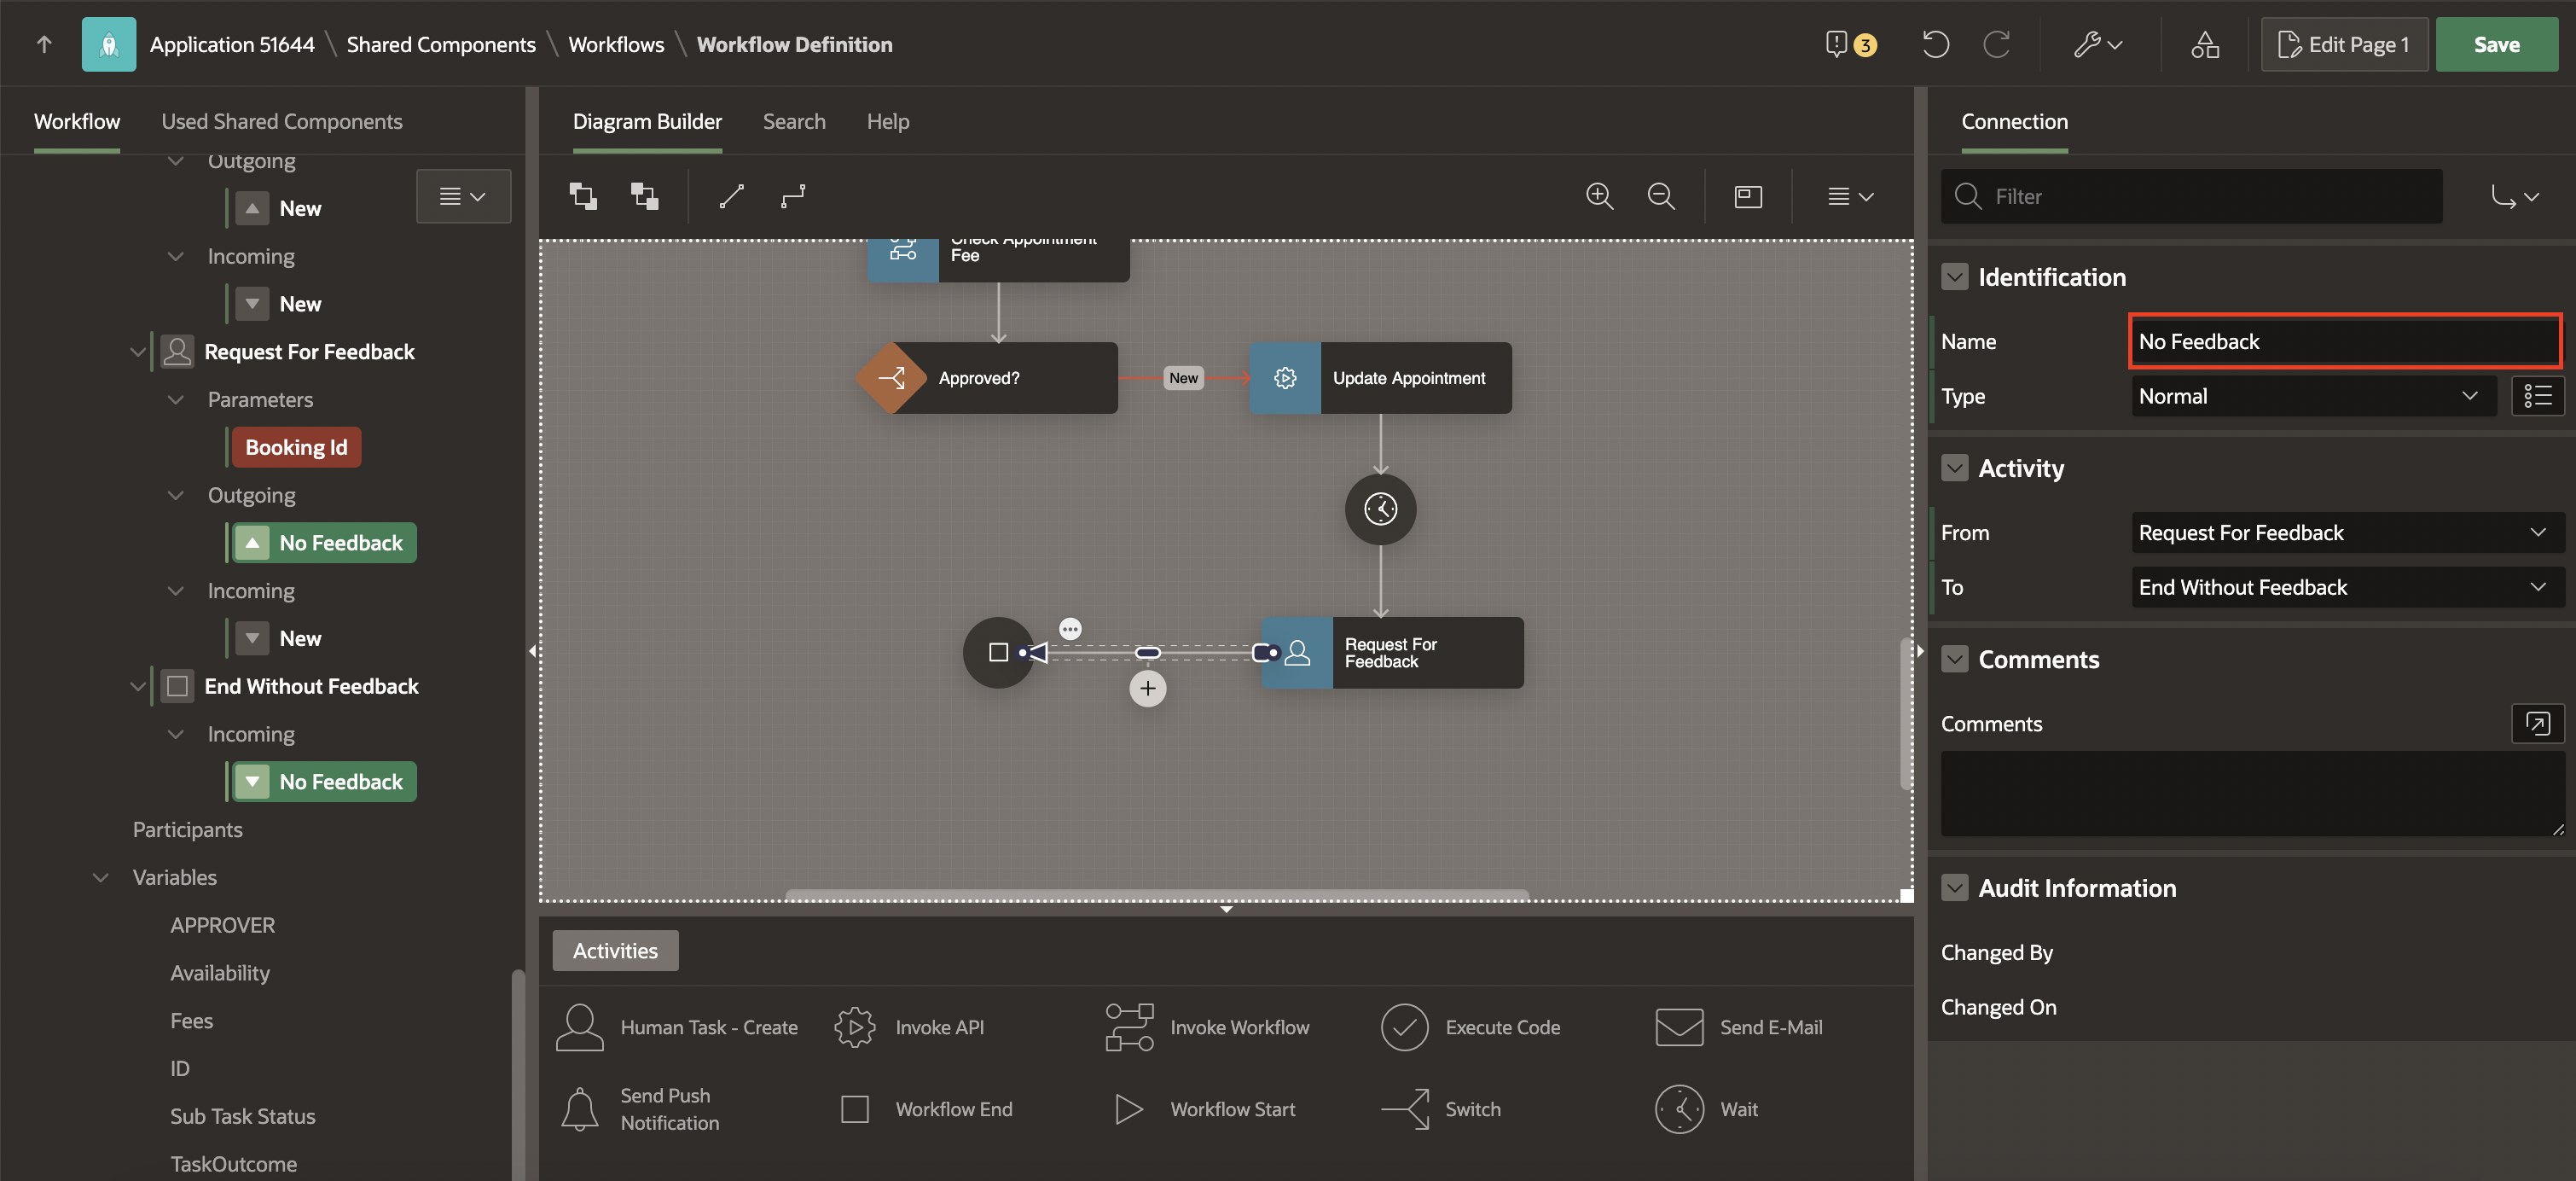 Application 51644 \ Shared Components \ Workflows \ Workflow Definition
3
Edit Page 1
Save
Workflow
Used Shared Components
Outgoing
New
Incoming
New
Request For Feedback
Parameters
Booking Id
Outgoing
No Feedback
Incoming
New
End Without Feedback
Incoming
No Feedback
Participants
Variables
APPROVER
Availability
Fees
ID
Sub Task Status
TaskOutcome
Diagram Builder
Search
Help
Check Appointment
Fee
Approved?
New
Update Appointment
Request For
Feedback
Activities
Human Task - Create
Invoke API
Invoke Workflow
Execute Code
Send E-Mail
Send Push
Notification
Workflow End
Workflow Start
Switch
Wait
Connection
Filter
Identification
Name
No Feedback
Type
Normal
Activity
From
Request For Feedback
To
End Without Feedback
Comments
Comments
Audit Information
Changed By
Changed On